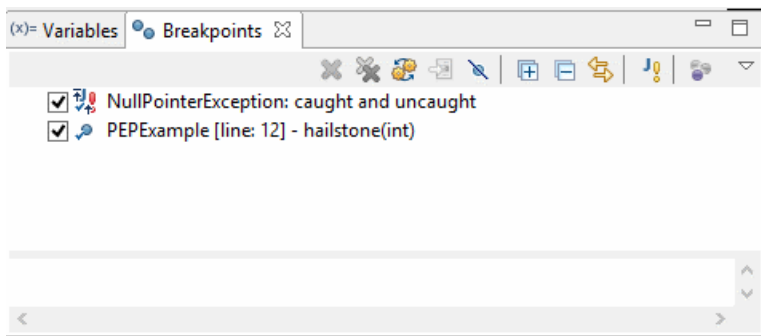 (x)= Variables Breakpoints
J
NullPointerException: caught and uncaught
PEPExample [line: 12] - hailstone(int)